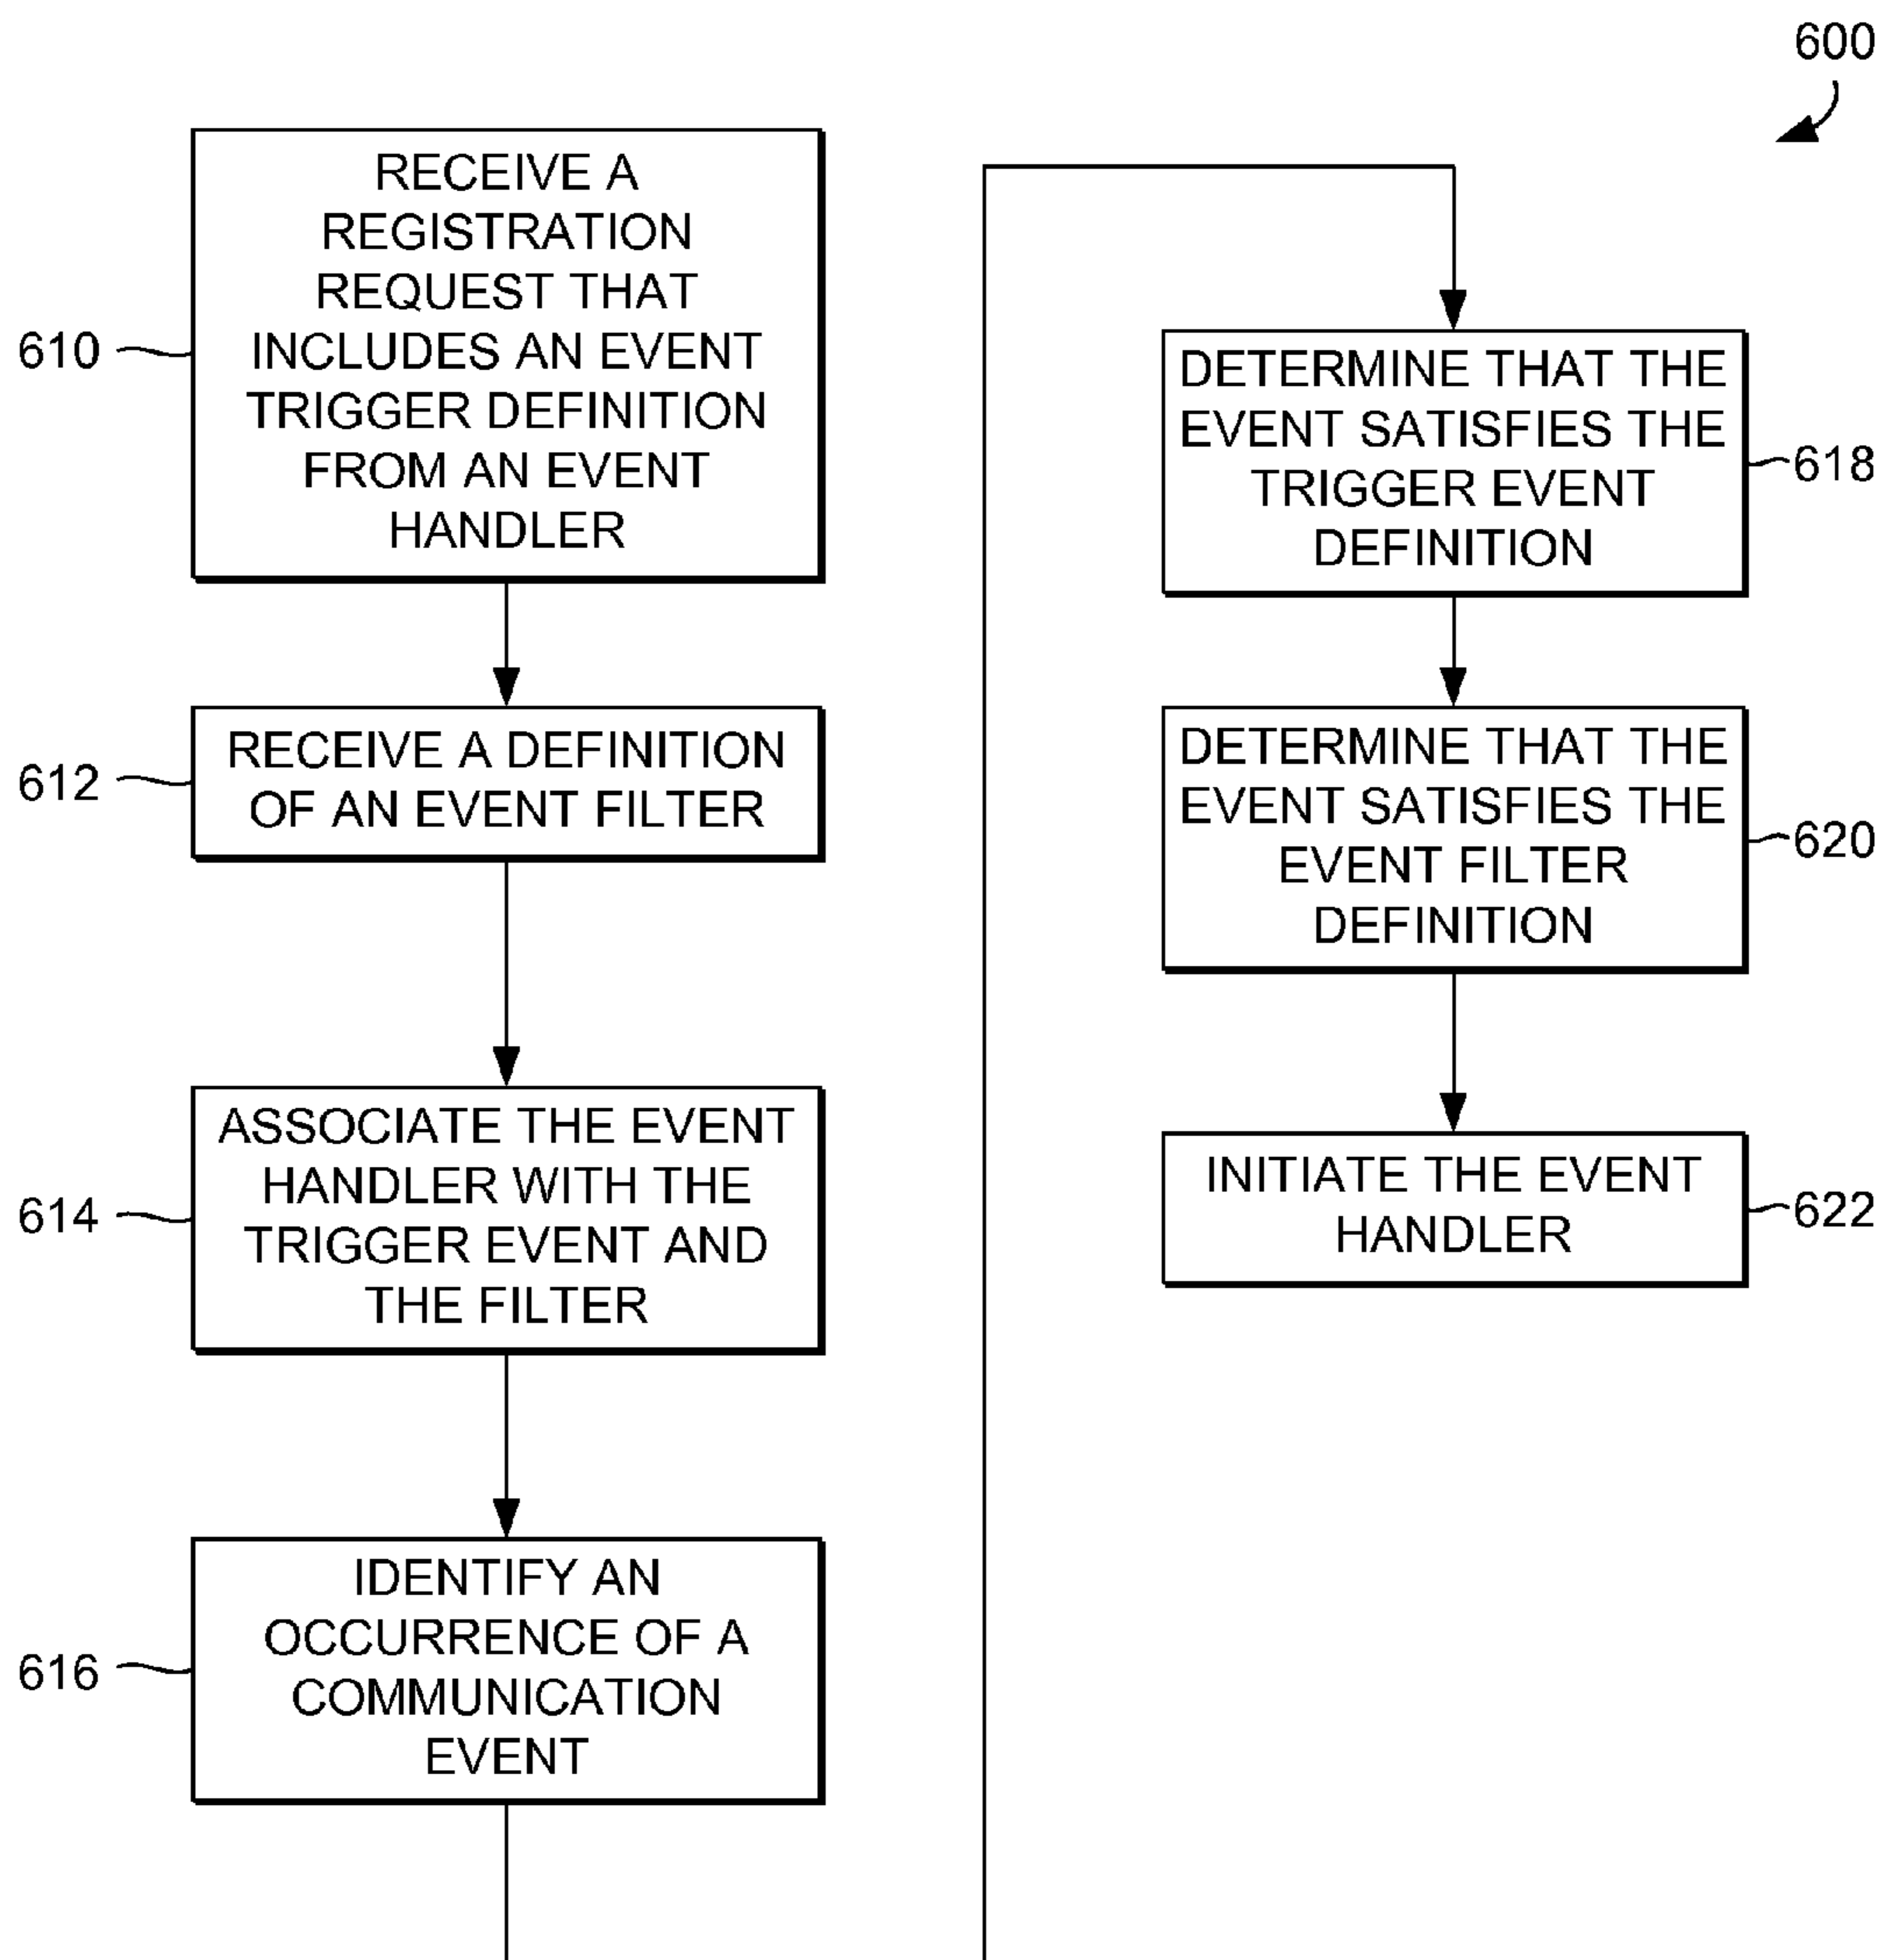 600
610
RECEIVE A
REGISTRATION
REQUEST THAT
INCLUDES AN EVENT
TRIGGER DEFINITION
FROM AN EVENT
HANDLER
612
RECEIVE A DEFINITION
OF AN EVENT FILTER
614
ASSOCIATE THE EVENT
HANDLER WITH THE
TRIGGER EVENT AND
THE FILTER
616
IDENTIFY AN
OCCURRENCE OF A
COMMUNICATION
EVENT
DETERMINE THAT THE
EVENT SATISFIES THE
TRIGGER EVENT
DEFINITION
618
DETERMINE THAT THE
EVENT SATISFIES THE
EVENT FILTER
DEFINITION
620
INITIATE THE EVENT
HANDLER
622